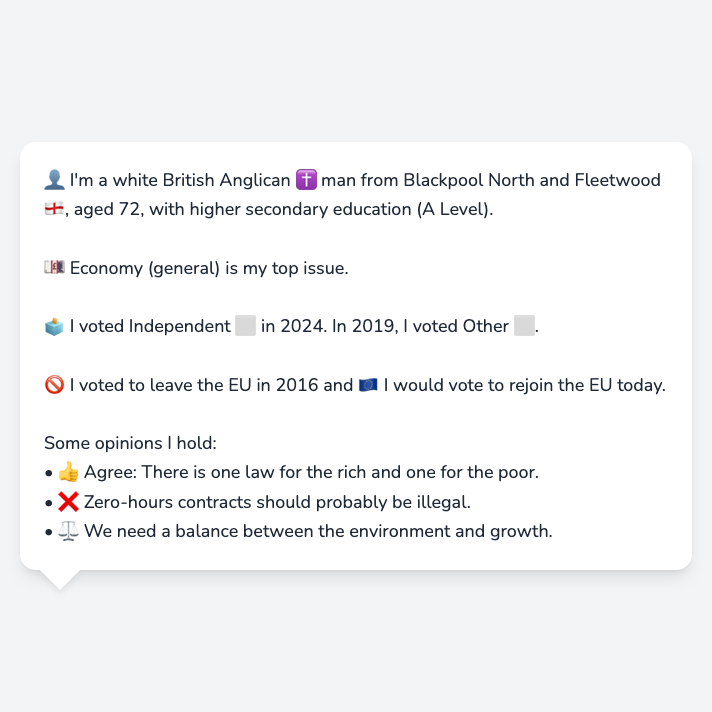 👤 I'm a white British Anglican ✝️ man from Blackpool North and Fleetwood
🏴󠁧󠁢󠁥󠁮󠁧󠁿, aged 72, with higher secondary education (A Level).
💷 Economy (general) is my top issue.
🗳️ I voted Independent ⬜ in 2024. In 2019, I voted Other ⬜.
🚫 I voted to leave the EU in 2016 and 🇪🇺 I would vote to rejoin the EU today.
Some opinions I hold:
• 👍 Agree: There is one law for the rich and one for the poor.
• ❌ Zero-hours contracts should probably be illegal.
• ⚖️ We need a balance between the environment and growth.